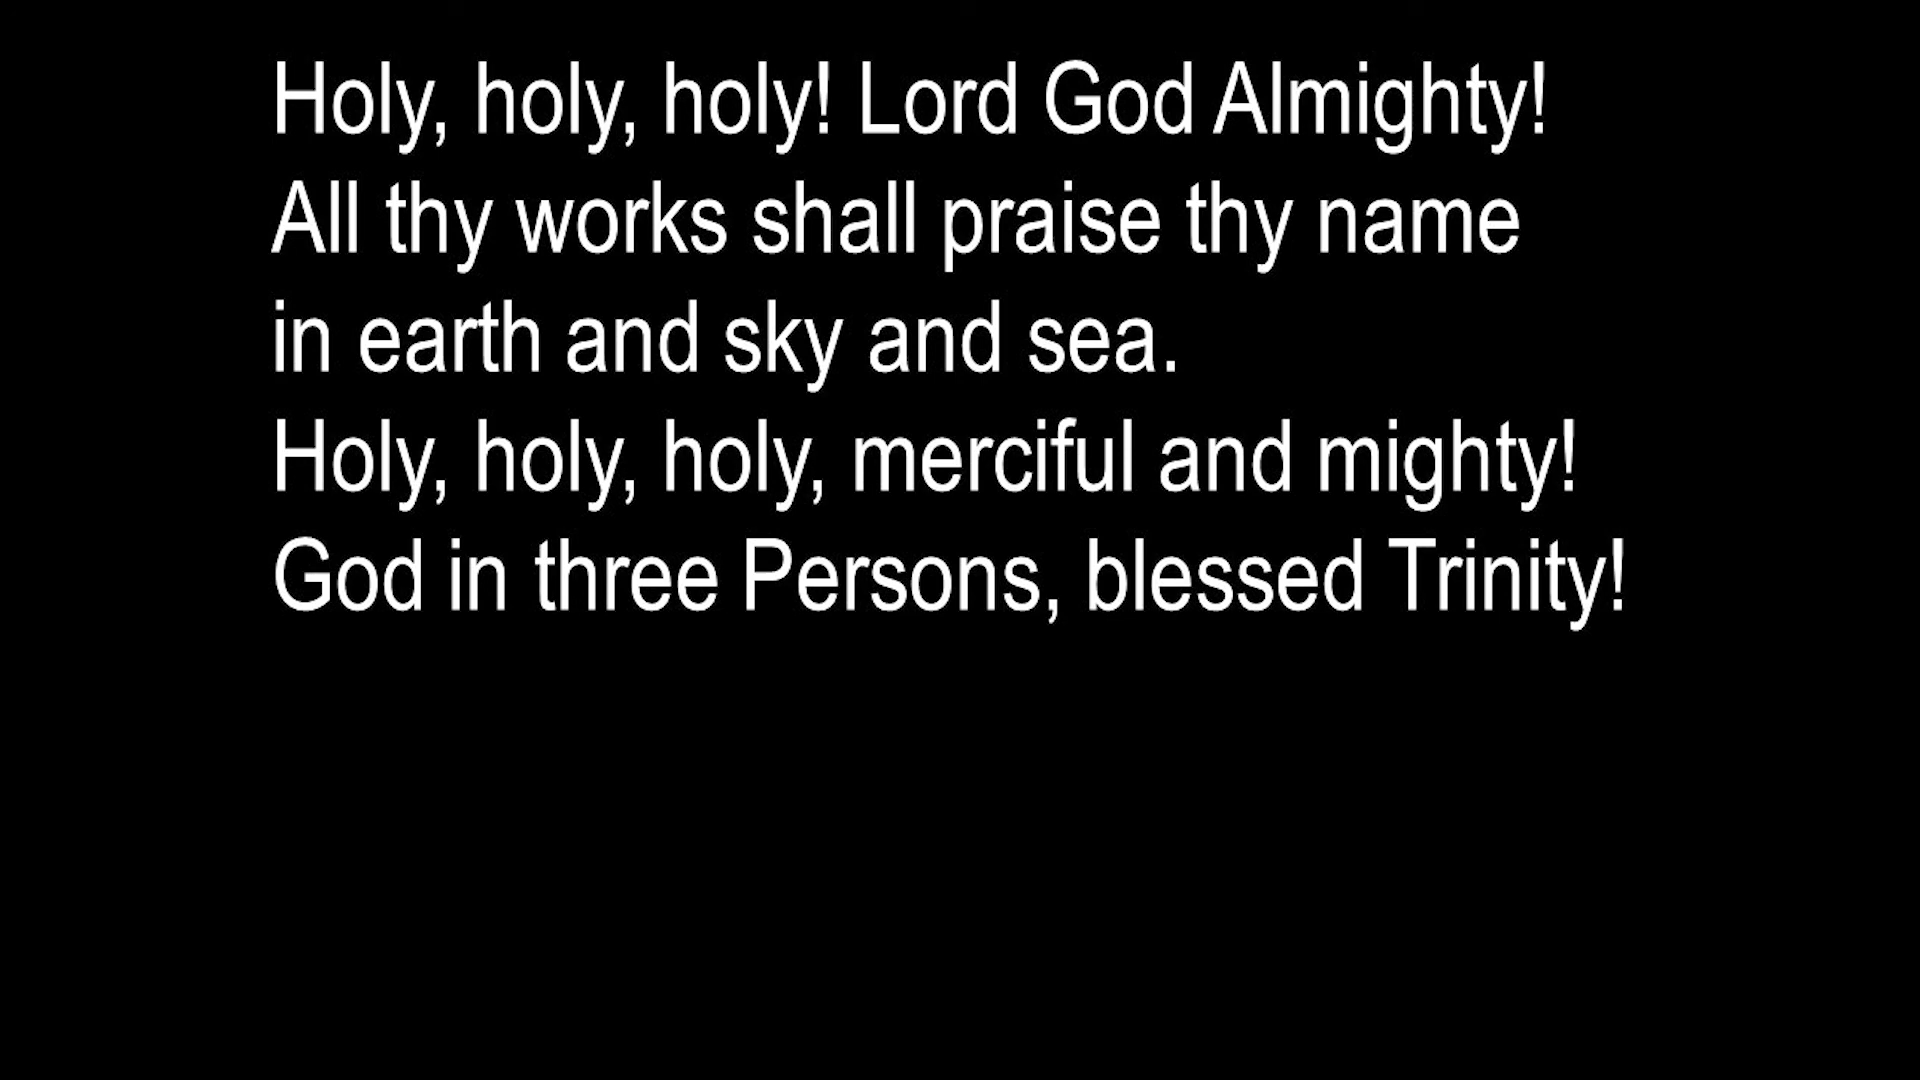 Holy, holy, holy! Lord God Almighty!
All thy works shall praise thy name
in earth and sky and sea.
Holy, holy, holy, merciful and mighty!
God in three Persons, blessed Trinity!